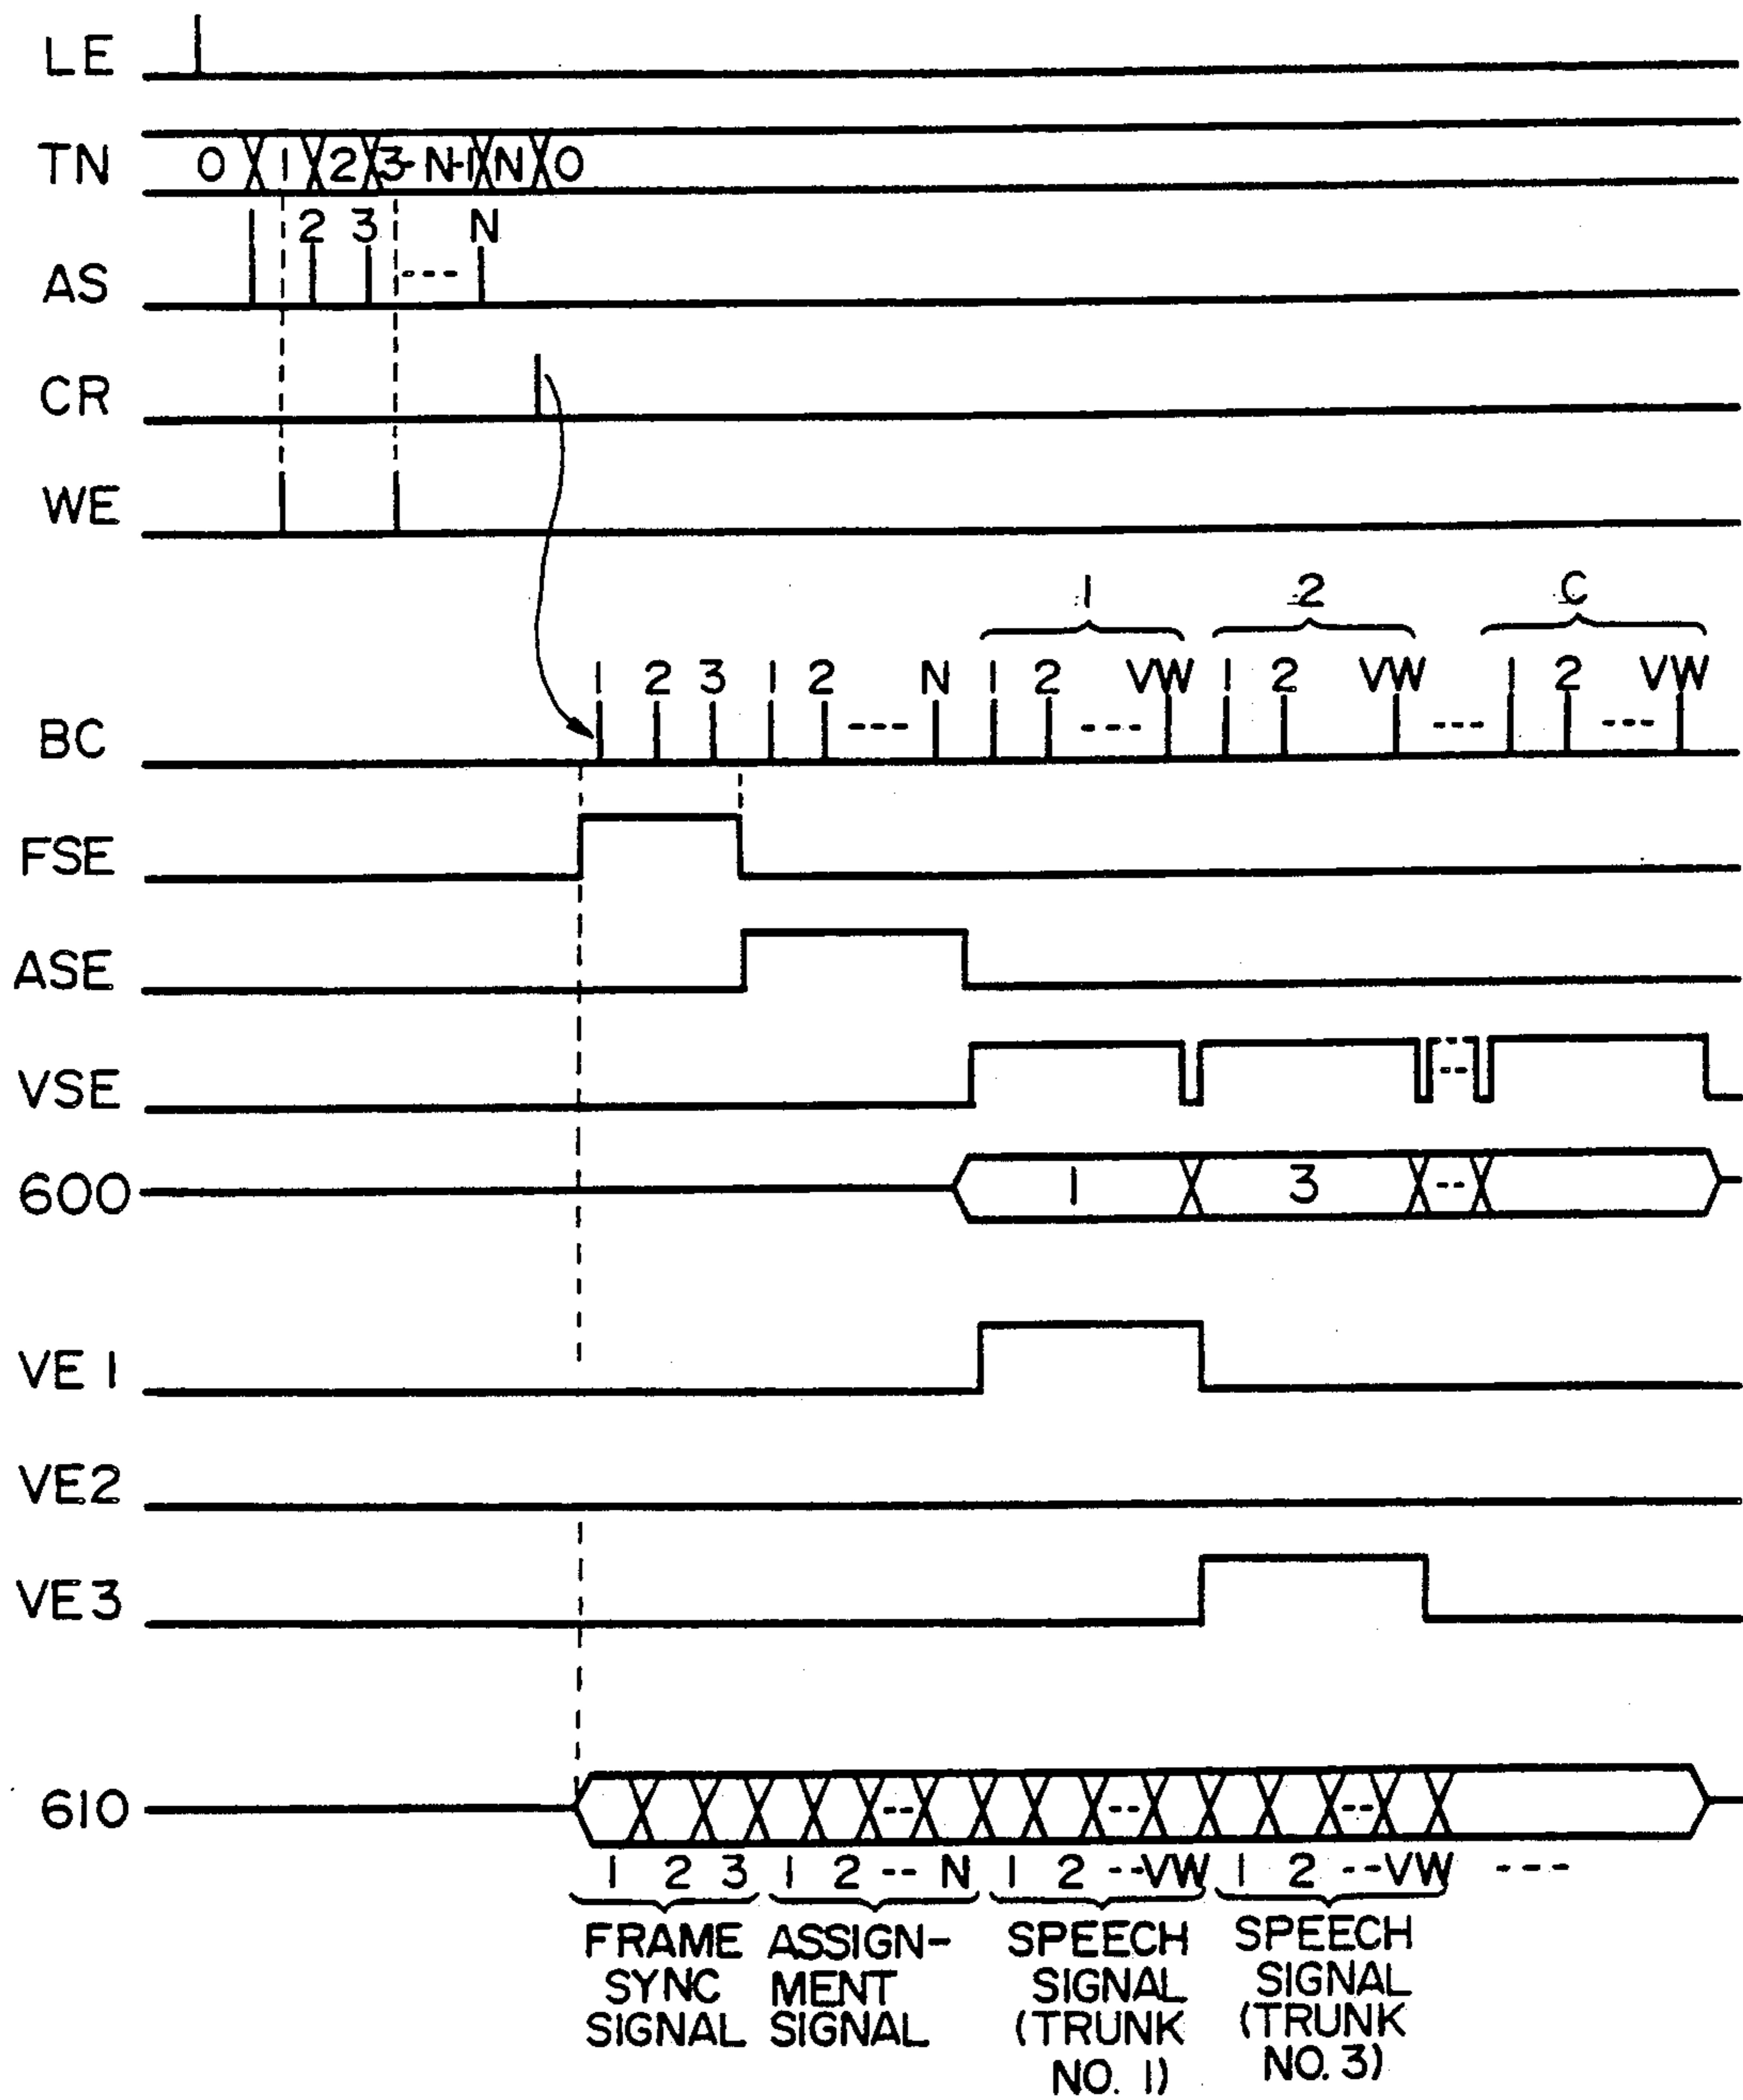 LE
TN 0 1 2 3 - N-1 N 0
1 2 3 N
AS ---
CR
WE
1 2 C
1 2 3 1 2 N 1 2 VW 1 2 VW 1 2 VW
BC --- --- --- ---
FSE
ASE
VSE --
600 1 3 --
VE1
VE2
VE3
610 -- -- --
1 2 3 1 2 -- N 1 2 --VW 1 2 --VW ---
FRAME SYNC SIGNAL
ASSIGN-
MENT
SIGNAL
SPEECH
SIGNAL
(TRUNK
NO. 1)
SPEECH
SIGNAL
(TRUNK
NO. 3)